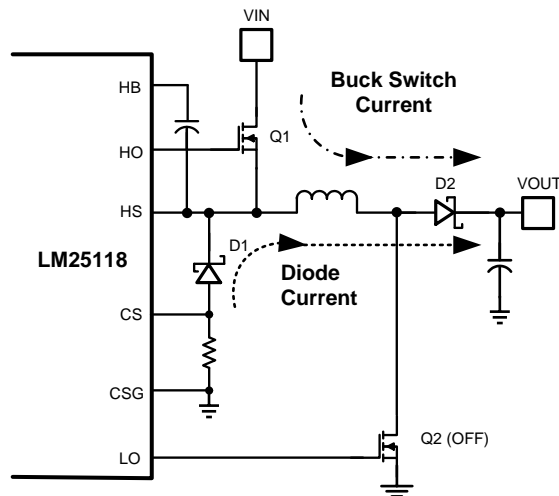 VIN
HB
Buck Switch
Current
HO
Q1
D2
VOUT
HS
LM25118
D1
Diode
Current
CS
CSG
Q2 (OFF)
LO